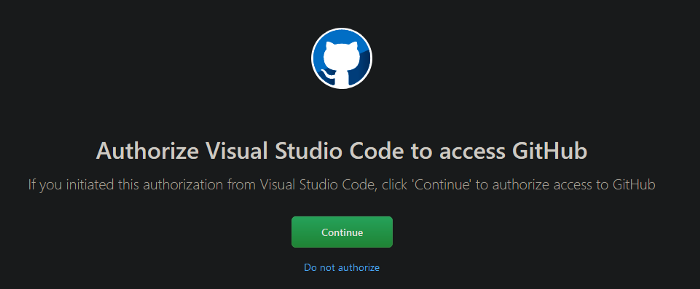 Authorize Visual Studio Code to access GitHub
If you initiated this authorization from Visual Studio Code, click 'Continue' to authorize access to GitHub
Continue
Do not authorize